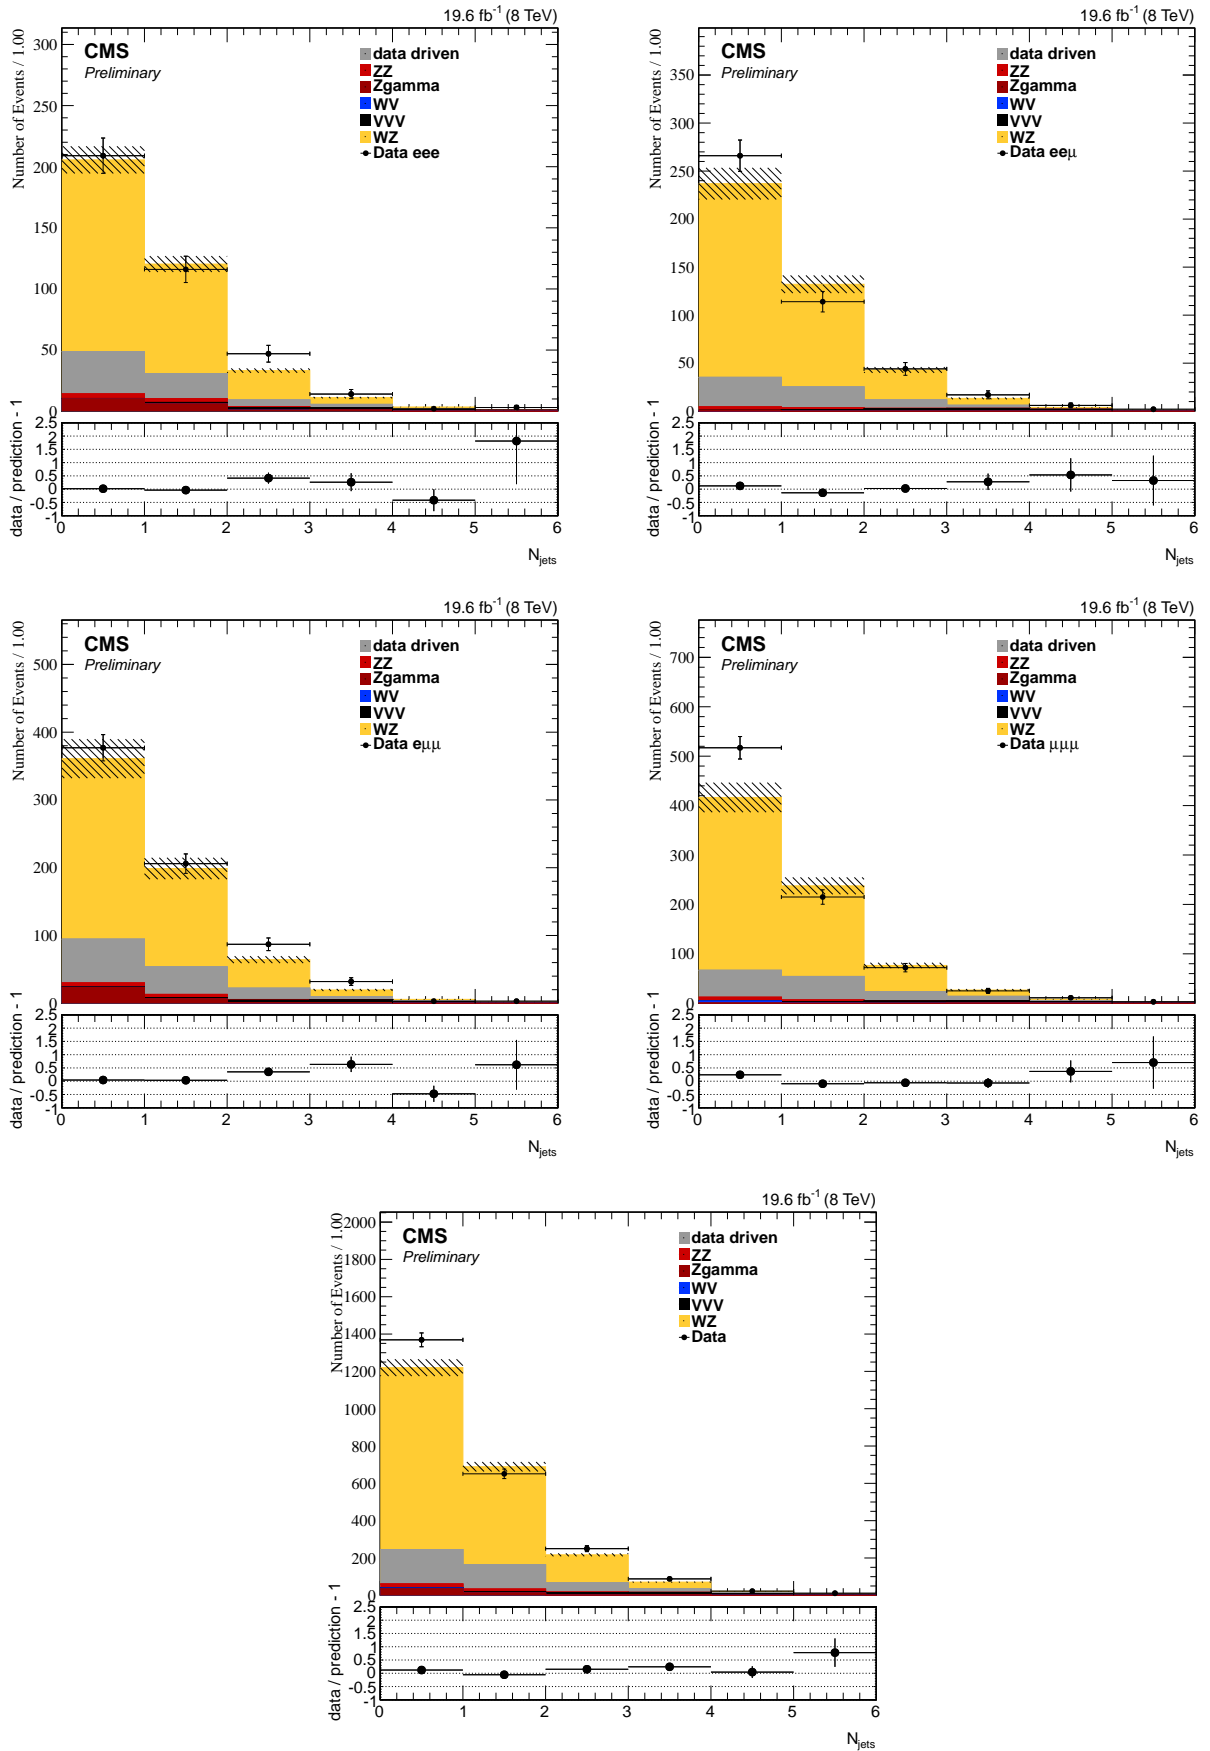 19.6 fb⁻¹ (8 TeV)
Number of Events / 1.00
CMS
Preliminary
data driven
ZZ
Zgamma
WV
VVV
WZ
Data eee
300
250
200
150
100
50
0
data / prediction - 1
2.5
2
1.5
1
0.5
0
-0.5
-1
0 1 2 3 4 5 6
N_jets
19.6 fb⁻¹ (8 TeV)
Number of Events / 1.00
CMS
Preliminary
data driven
ZZ
Zgamma
WV
VVV
WZ
Data eeμ
350
300
250
200
150
100
50
0
data / prediction - 1
2.5
2
1.5
1
0.5
0
-0.5
-1
0 1 2 3 4 5 6
N_jets
19.6 fb⁻¹ (8 TeV)
Number of Events / 1.00
CMS
Preliminary
data driven
ZZ
Zgamma
WV
VVV
WZ
Data eμμ
500
400
300
200
100
0
data / prediction - 1
2.5
2
1.5
1
0.5
0
-0.5
-1
0 1 2 3 4 5 6
N_jets
19.6 fb⁻¹ (8 TeV)
Number of Events / 1.00
CMS
Preliminary
data driven
ZZ
Zgamma
WV
VVV
WZ
Data μμμ
700
600
500
400
300
200
100
0
data / prediction - 1
2.5
2
1.5
1
0.5
0
-0.5
-1
0 1 2 3 4 5 6
N_jets
19.6 fb⁻¹ (8 TeV)
Number of Events / 1.00
CMS
Preliminary
data driven
ZZ
Zgamma
WV
VVV
WZ
Data
2000
1800
1600
1400
1200
1000
800
600
400
200
0
data / prediction - 1
2.5
2
1.5
1
0.5
0
-0.5
-1
0 1 2 3 4 5 6
N_jets